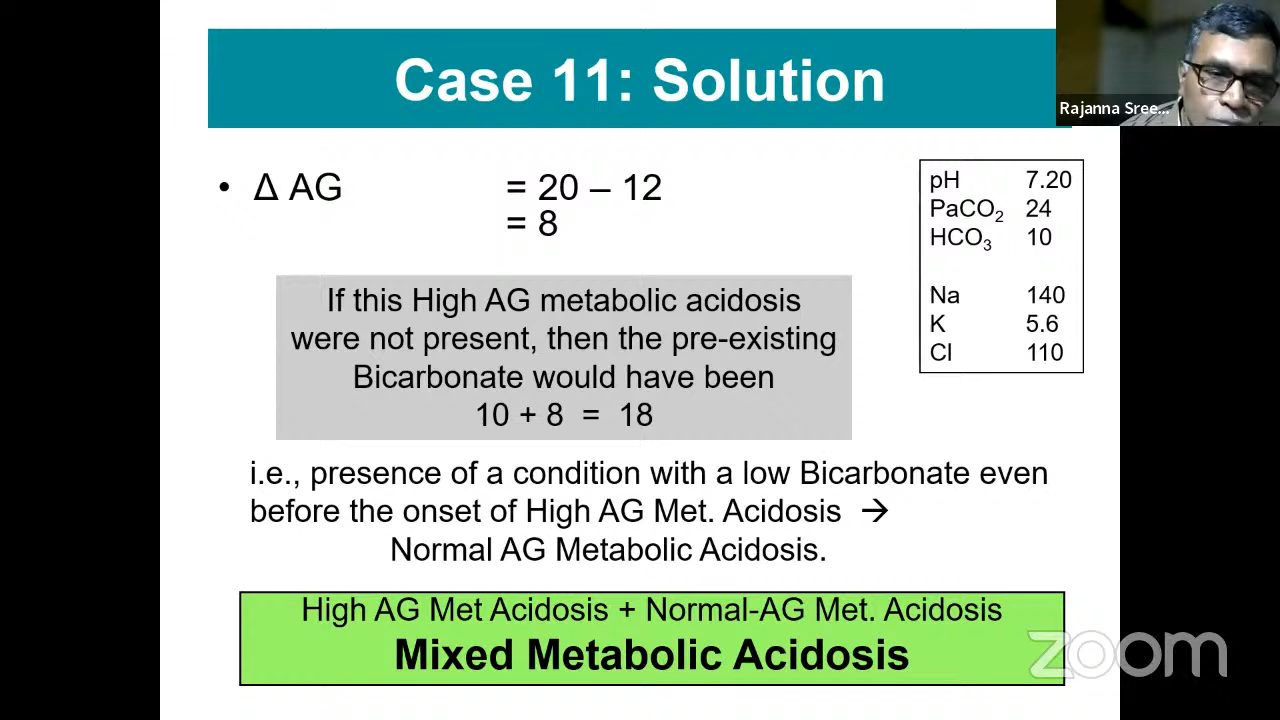 Case 11: Solution
Rajanna Sree...
• Δ AG = 20 – 12
= 8
pH 7.20
PaCO₂ 24
HCO₃ 10
Na 140
K 5.6
Cl 110
If this High AG metabolic acidosis
were not present, then the pre-existing
Bicarbonate would have been
10 + 8 = 18
i.e., presence of a condition with a low Bicarbonate even
before the onset of High AG Met. Acidosis →
Normal AG Metabolic Acidosis.
High AG Met Acidosis + Normal-AG Met. Acidosis
Mixed Metabolic Acidosis
zoom